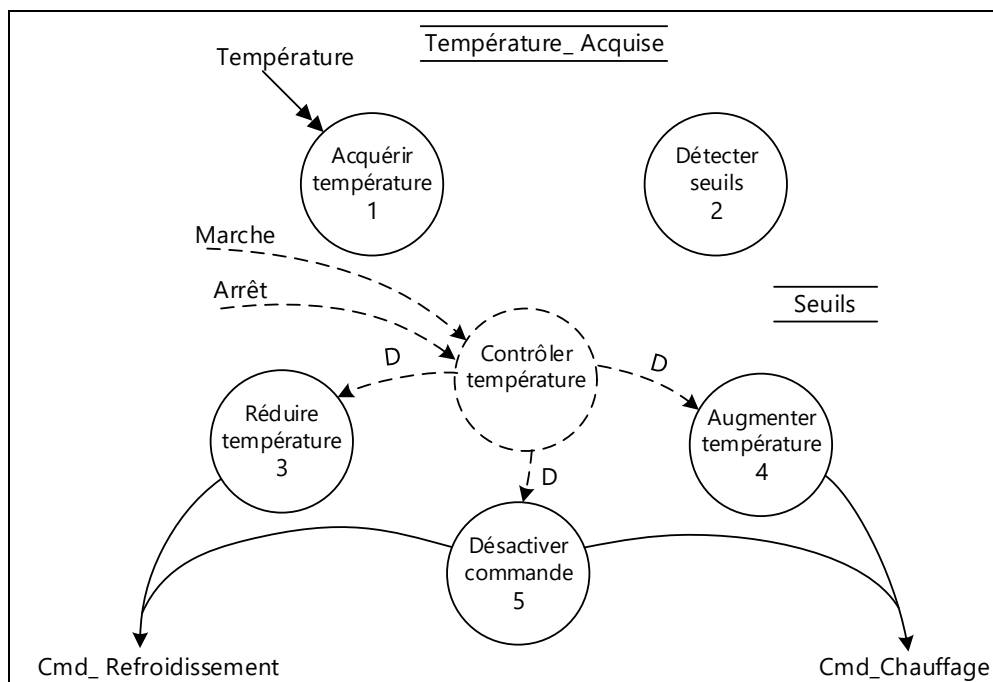 Température_ Acquise
Température
Acquérir
température
1
Détecter
seuils
2
Marche
Arrêt
Seuils
Contrôler
température
D
D
D
Réduire
température
3
Augmenter
température
4
Désactiver
commande
5
Cmd_ Refroidissement
Cmd_Chauffage